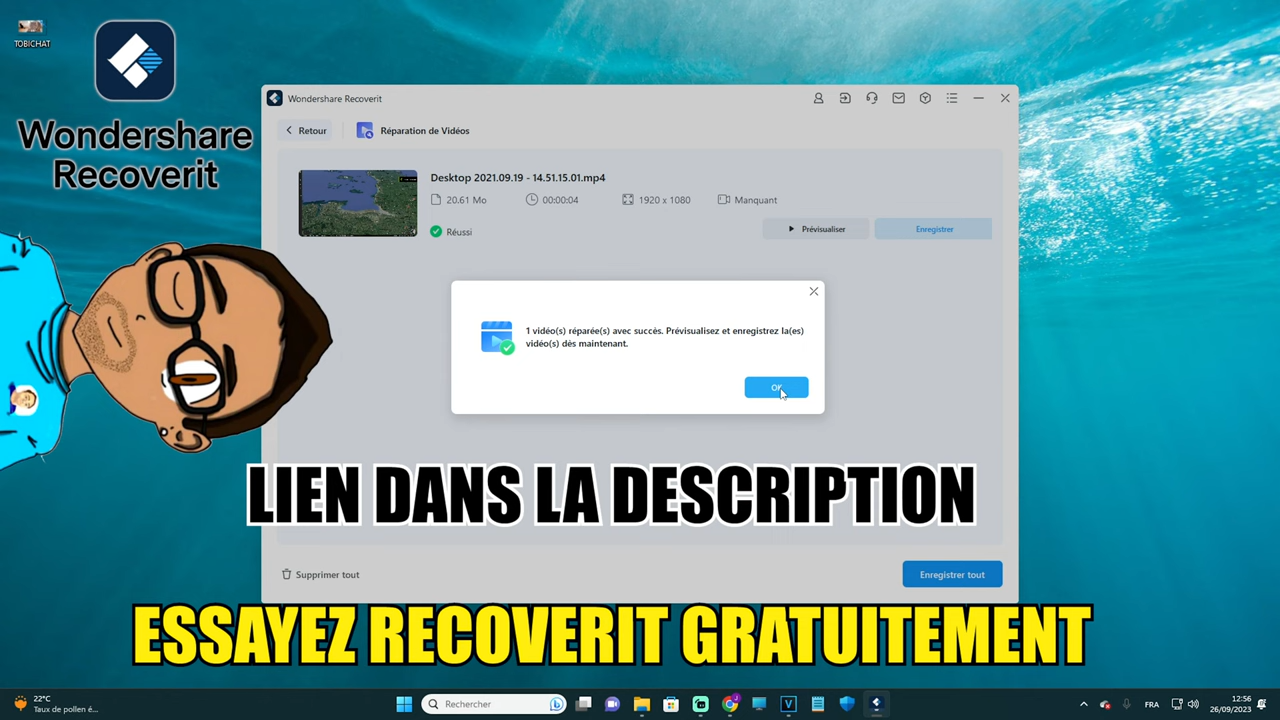 TOBICHAT
Wondershare
Recoverit
Wondershare Recoverit
Retour
Réparation de Vidéos
Desktop 2021.09.19 - 14.51.15.01.mp4
20.61 Mo
00:00:04
1920 x 1080
Manquant
Réussi
Prévisualiser
Enregistrer
1 vidéo(s) réparée(s) avec succès. Prévisualisez et enregistrez la(es)
vidéo(s) dès maintenant.
OK
LIEN DANS LA DESCRIPTION
Supprimer tout
Enregistrer tout
ESSAYEZ RECOVERIT GRATUITEMENT
22°C
Taux de pollen é...
Rechercher
FRA
12:56
26/09/2023